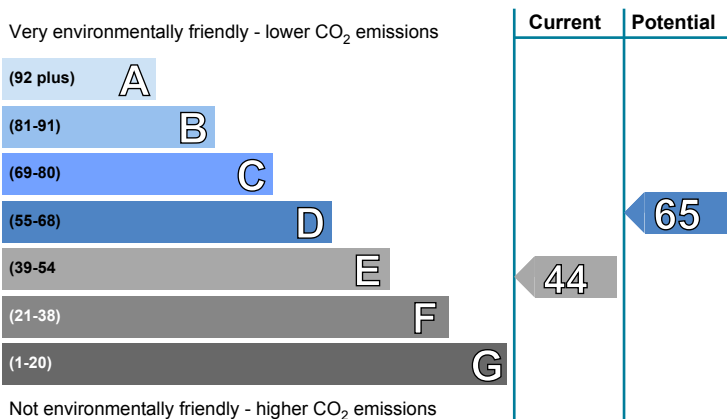 Very environmentally friendly - lower CO2 emissions
Current
Potential
(92 plus) A
(81-91) B
(69-80) C
(55-68) D
65
(39-54 E
44
(21-38) F
(1-20) G
Not environmentally friendly - higher CO2 emissions